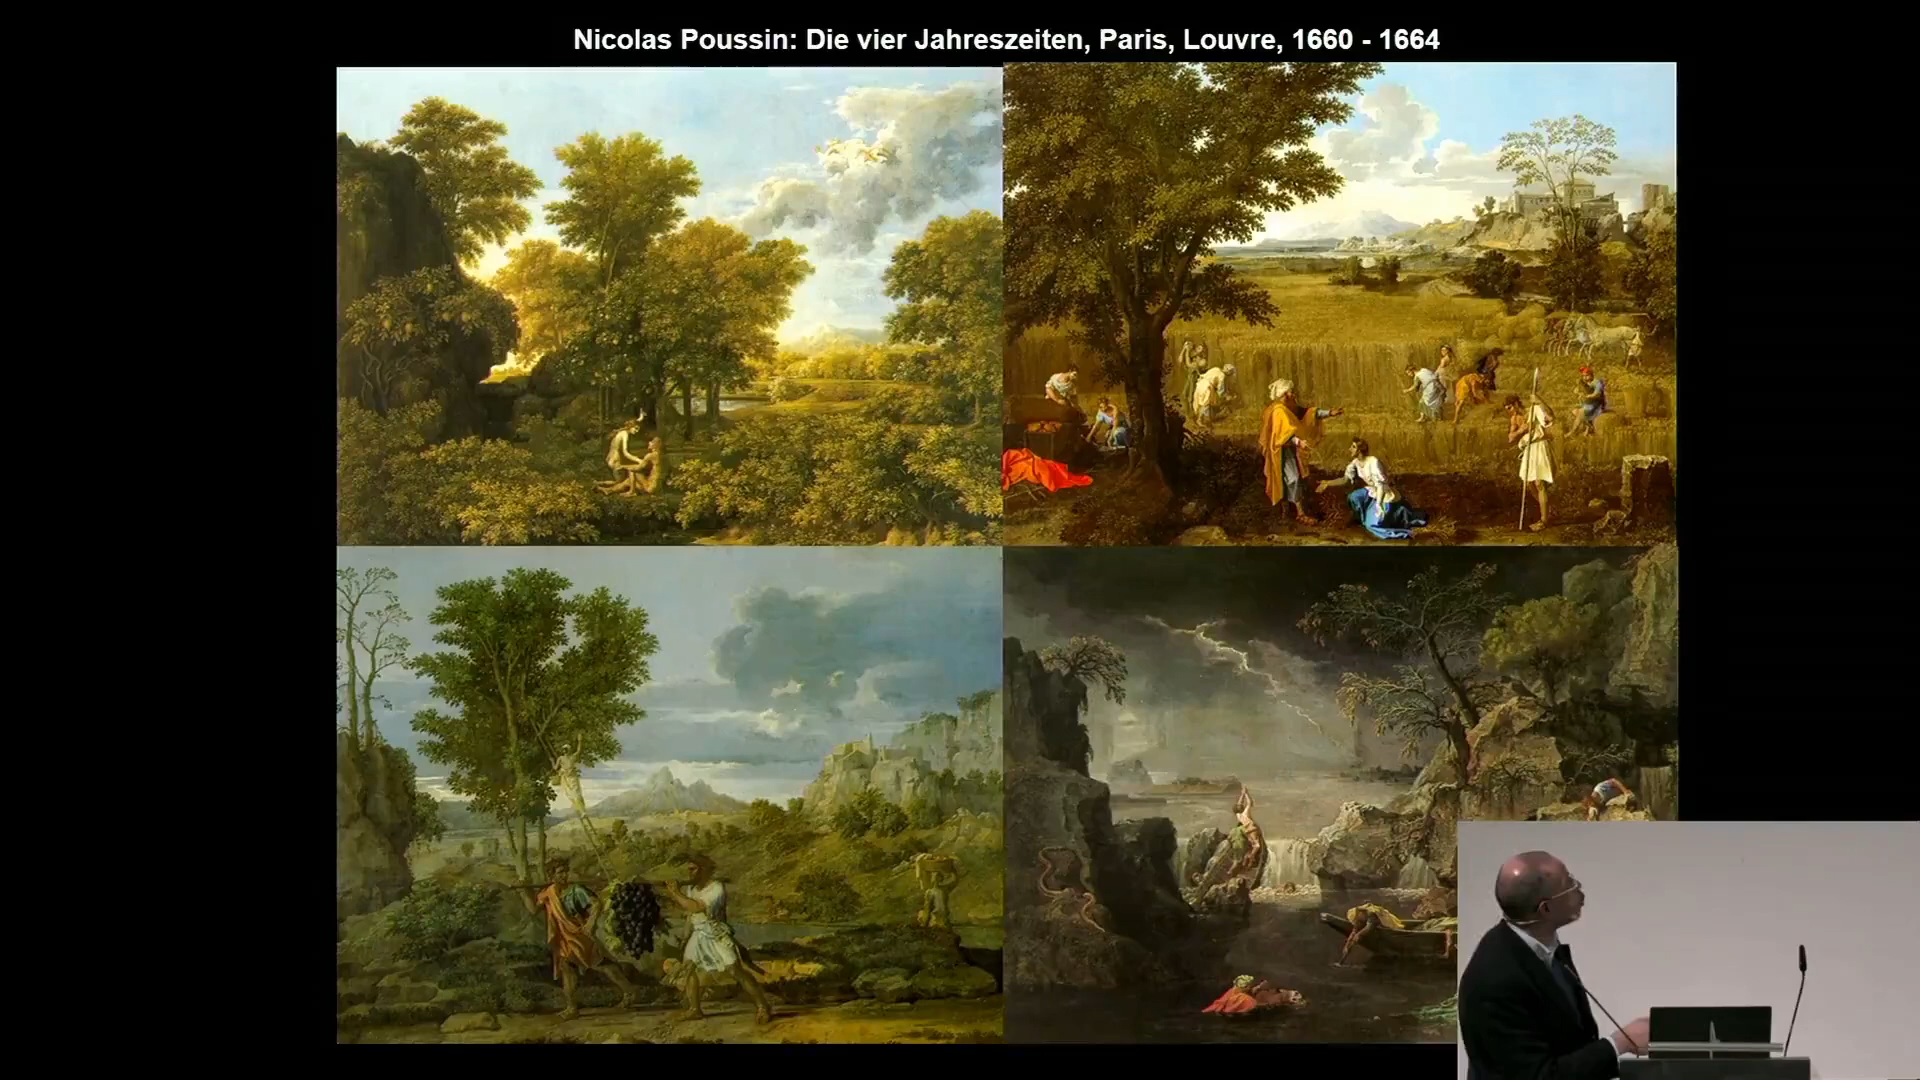 Nicolas Poussin: Die vier Jahreszeiten, Paris, Louvre, 1660 - 1664